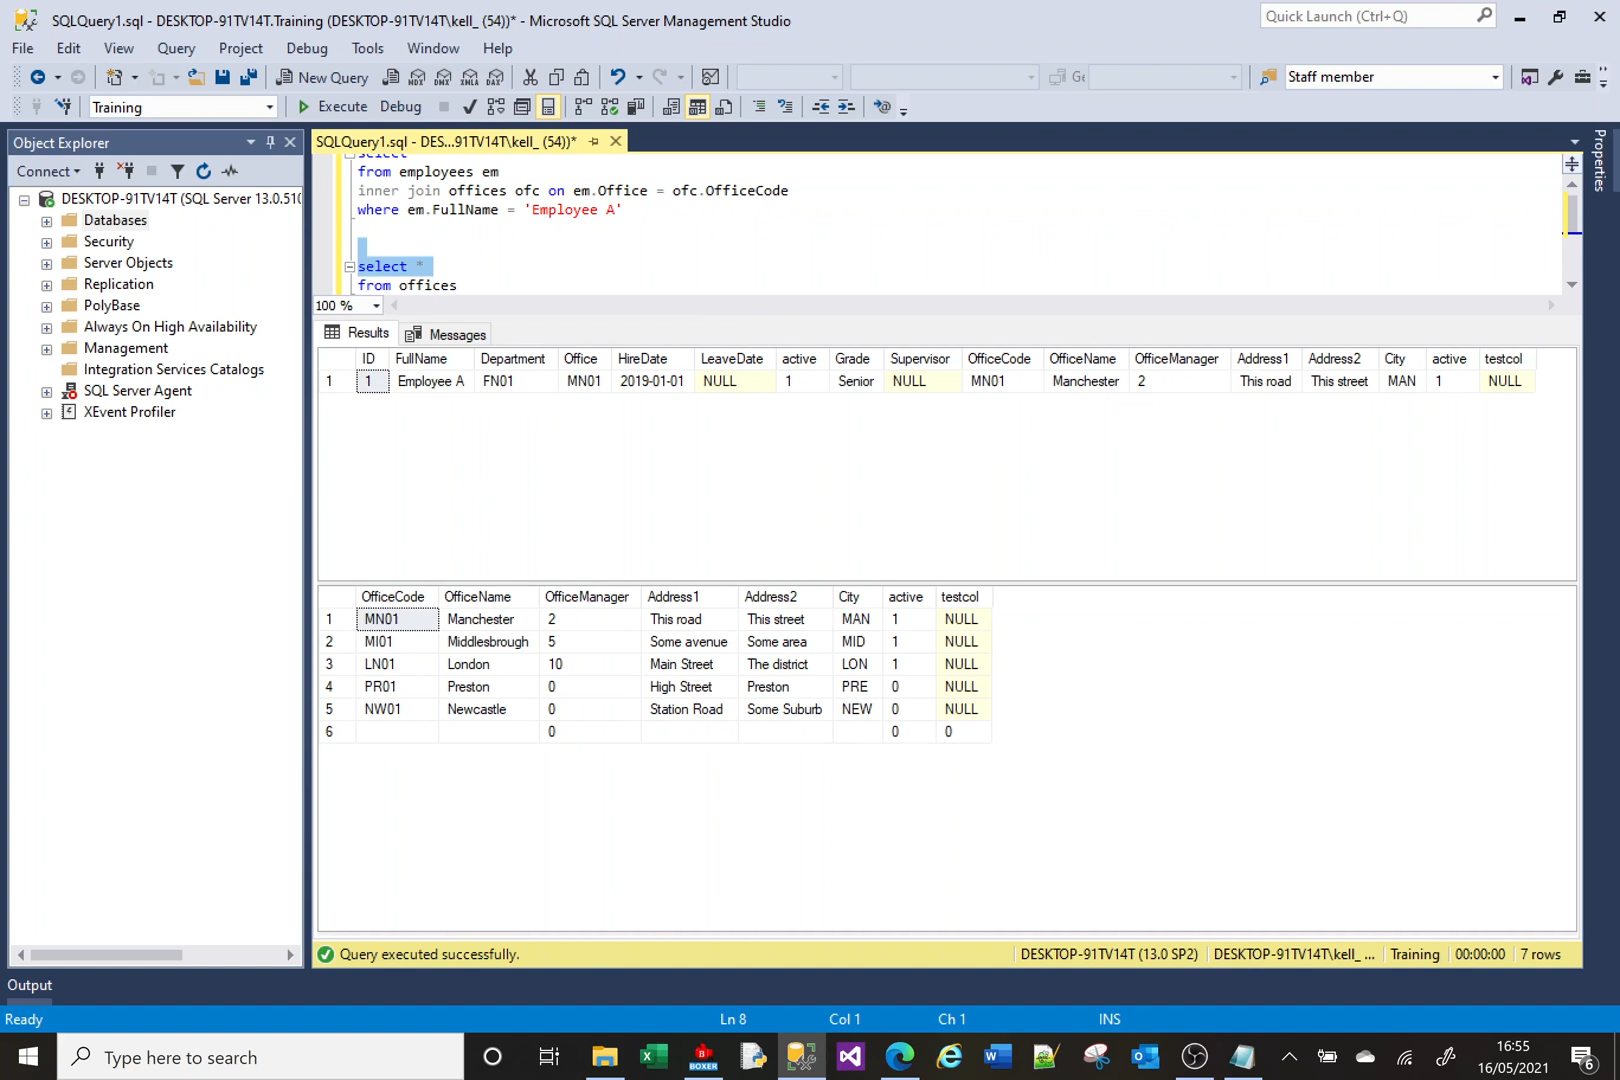 SQLQuery1.sql - DESKTOP-91TV14T.Training (DESKTOP-91TV14T\kell_ (54))* - Microsoft SQL Server Management Studio
Quick Launch (Ctrl+Q)
File Edit View Query Project Debug Tools Window Help
New Query MDX DMX XMLA DAX Staff member
Training Execute Debug
Object Explorer
SQLQuery1.sql - DES...91TV14T\kell_ (54))*
Properties
Connect
DESKTOP-91TV14T (SQL Server 13.0.510
Databases
Security
Server Objects
Replication
PolyBase
Always On High Availability
Management
Integration Services Catalogs
SQL Server Agent
XEvent Profiler
select
from employees em
inner join offices ofc on em.Office = ofc.OfficeCode
where em.FullName = 'Employee A'
select *
from offices
100 %
Results Messages
ID FullName Department Office HireDate LeaveDate active Grade Supervisor OfficeCode OfficeName OfficeManager Address1 Address2 City active testcol
1 1 Employee A FN01 MN01 2019-01-01 NULL 1 Senior NULL MN01 Manchester 2 This road This street MAN 1 NULL
OfficeCode OfficeName OfficeManager Address1 Address2 City active testcol
1 MN01 Manchester 2 This road This street MAN 1 NULL
2 MI01 Middlesbrough 5 Some avenue Some area MID 1 NULL
3 LN01 London 10 Main Street The district LON 1 NULL
4 PR01 Preston 0 High Street Preston PRE 0 NULL
5 NW01 Newcastle 0 Station Road Some Suburb NEW 0 NULL
6 0 0 0
Query executed successfully. DESKTOP-91TV14T (13.0 SP2) DESKTOP-91TV14T\kell_ ... Training 00:00:00 7 rows
Output
Ready Ln 8 Col 1 Ch 1 INS
Type here to search
BOXER
16:55
16/05/2021
6